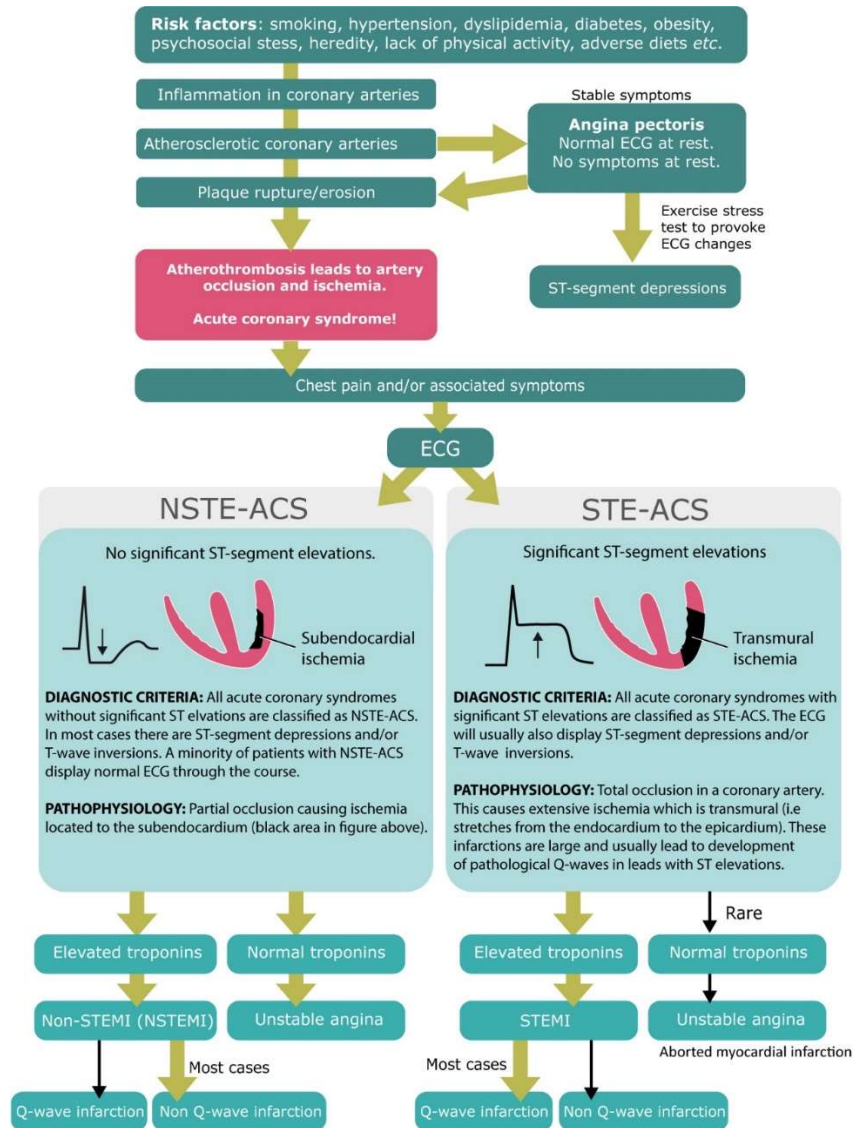 Risk factors: smoking, hypertension, dyslipidemia, diabetes, obesity,
psychosocial stess, heredity, lack of physical activity, adverse diets etc.
Inflammation in coronary arteries
Atherosclerotic coronary arteries
Plaque rupture/erosion
Stable symptoms
Angina pectoris
Normal ECG at rest.
No symptoms at rest.
Exercise stress
test to provoke
ECG changes
ST-segment depressions
Atherothrombosis leads to artery
occlusion and ischemia.
Acute coronary syndrome!
Chest pain and/or associated symptoms
ECG
NSTE-ACS
No significant ST-segment elevations.
Subendocardial
ischemia
DIAGNOSTIC CRITERIA: All acute coronary syndromes
without significant ST elvations are classified as NSTE-ACS.
In most cases there are ST-segment depressions and/or
T-wave inversions. A minority of patients with NSTE-ACS
display normal ECG through the course.
PATHOPHYSIOLOGY: Partial occlusion causing ischemia
located to the subendocardium (black area in figure above).
STE-ACS
Significant ST-segment elevations
Transmural
ischemia
DIAGNOSTIC CRITERIA: All acute coronary syndromes with
significant ST elevations are classified as STE-ACS. The ECG
will usually also display ST-segment depressions and/or
T-wave inversions.
PATHOPHYSIOLOGY: Total occlusion in a coronary artery.
This causes extensive ischemia which is transmural (i.e
stretches from the endocardium to the epicardium). These
infarctions are large and usually lead to development
of pathological Q-waves in leads with ST elevations.
Elevated troponins
Normal troponins
Non-STEMI (NSTEMI)
Unstable angina
Most cases
Q-wave infarction
Non Q-wave infarction
Rare
Elevated troponins
Normal troponins
STEMI
Unstable angina
Aborted myocardial infarction
Most cases
Q-wave infarction
Non Q-wave infarction